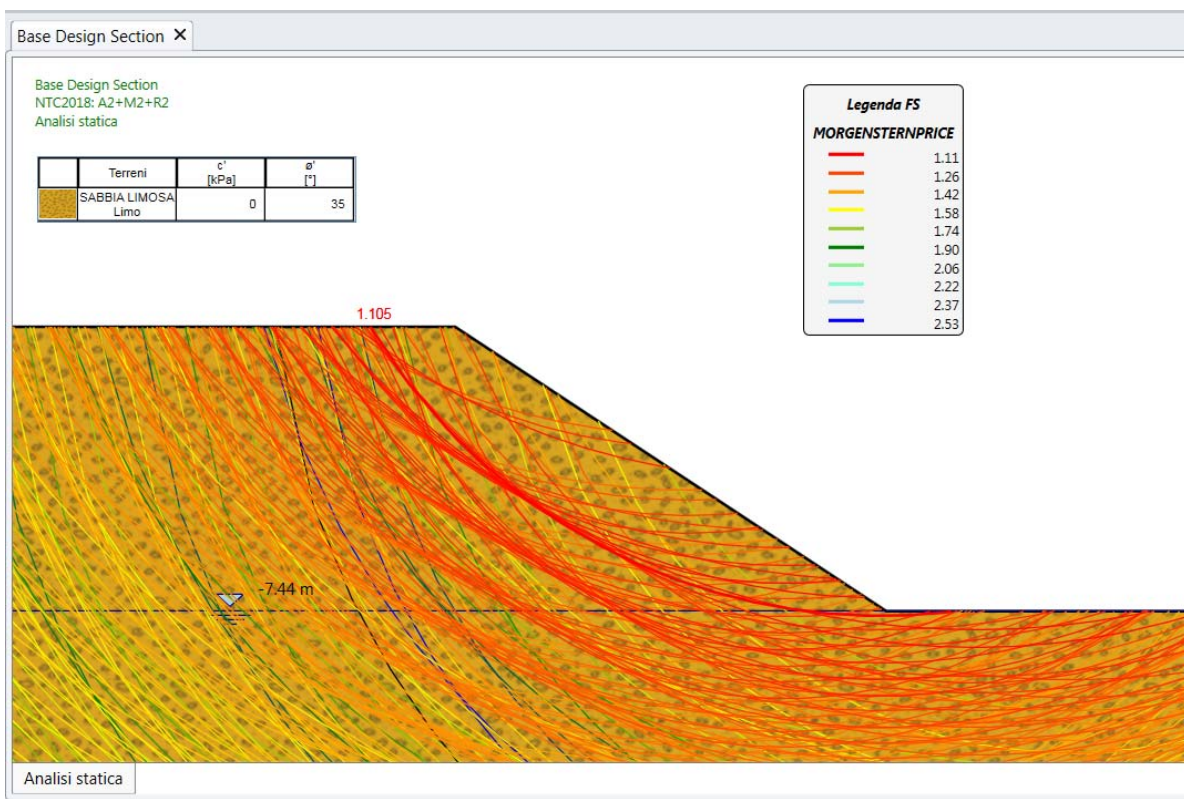 Base Design Section ✕
Base Design Section
NTC2018: A2+M2+R2
Analisi statica
Terreni c' [kPa] ø' [°]
SABBIA LIMOSA Limo 0 35
Legenda FS
MORGENSTERNPRICE
1.11
1.26
1.42
1.58
1.74
1.90
2.06
2.22
2.37
2.53
1.105
-7.44 m
Analisi statica